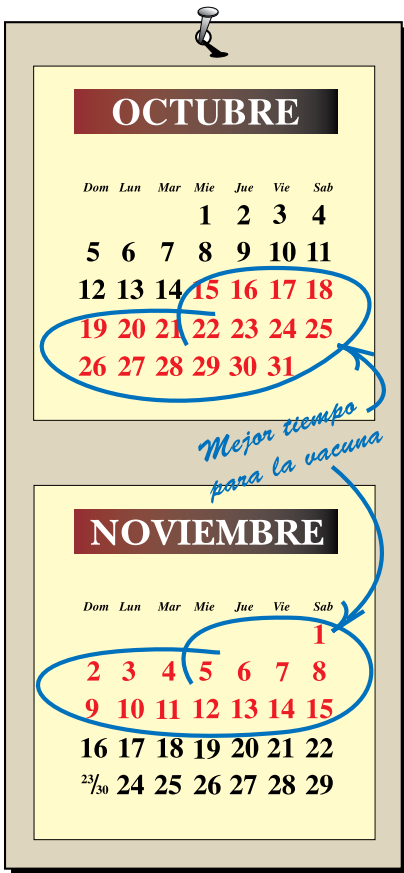 OCTUBRE
Dom Lun Mar Mie Jue Vie Sab
1 2 3 4
5 6 7 8 9 10 11
12 13 14 15 16 17 18
19 20 21 22 23 24 25
26 27 28 29 30 31
Mejor tiempo
para la vacuna
NOVIEMBRE
Dom Lun Mar Mie Jue Vie Sab
1
2 3 4 5 6 7 8
9 10 11 12 13 14 15
16 17 18 19 20 21 22
23/30 24 25 26 27 28 29